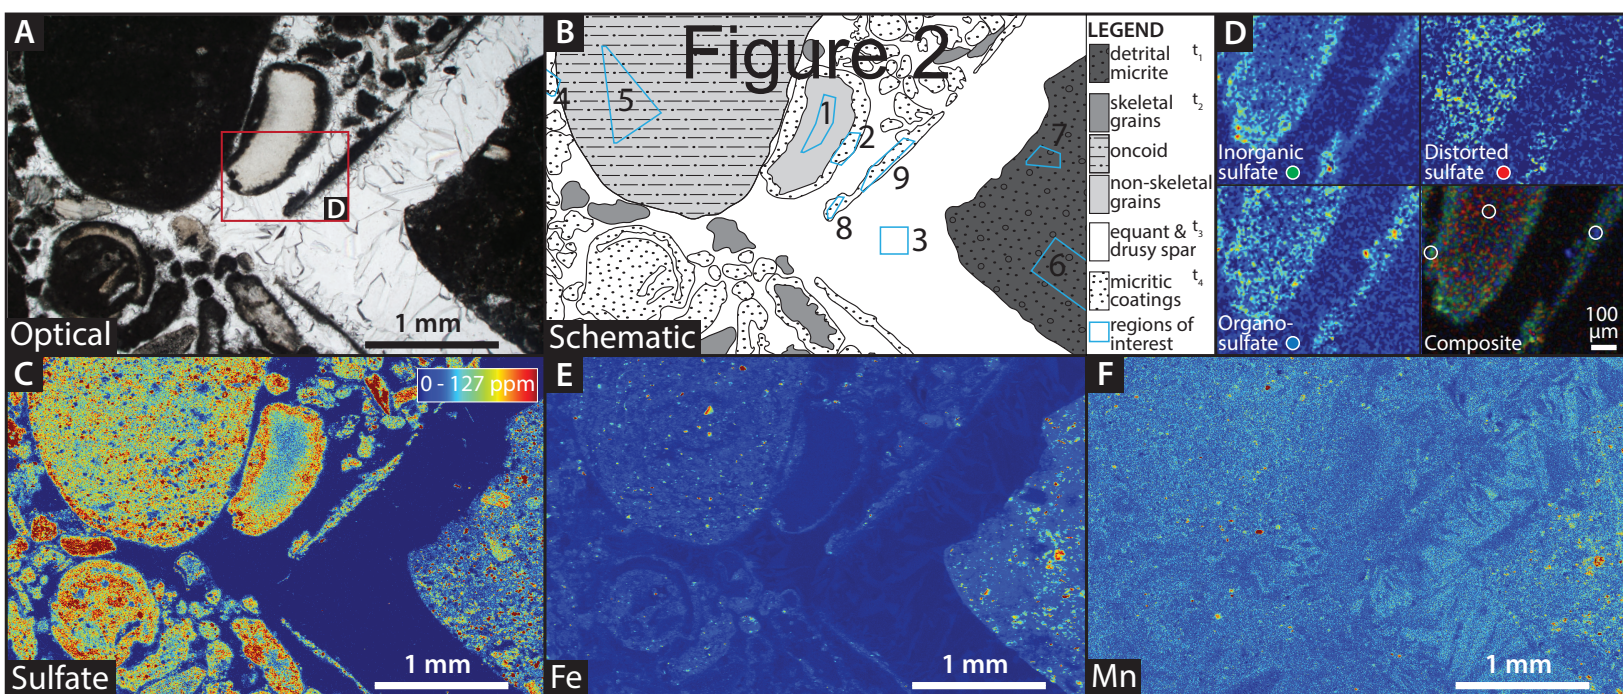 Figure 2
A
D
Optical
1 mm
B
4
5
1
2
9
8
3
7
6
Schematic
LEGEND
detrital t₁
micrite
skeletal t₂
grains
oncoid
non-skeletal
grains
equant & t₃
drusy spar
micritic t₄
coatings
regions of
interest
D
Inorganic
sulfate
Distorted
sulfate
Organo-
sulfate
Composite
100
µm
C
0 - 127 ppm
Sulfate
1 mm
E
Fe
1 mm
F
Mn
1 mm